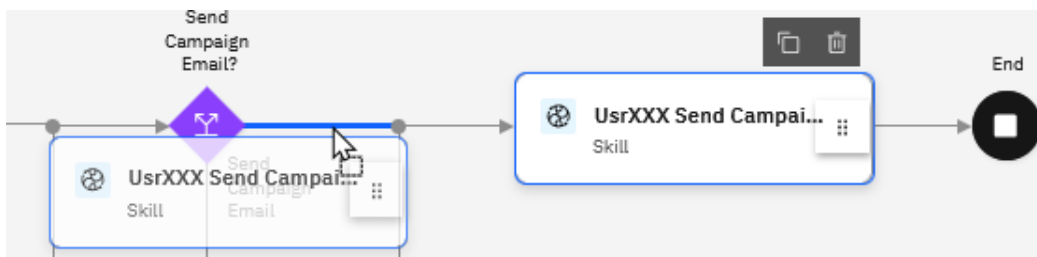 Send
Campaign
Email?
End
UsrXXX Send Campai...
Skill
UsrXXX Send Campai...
Skill
Send
Campaign
Email